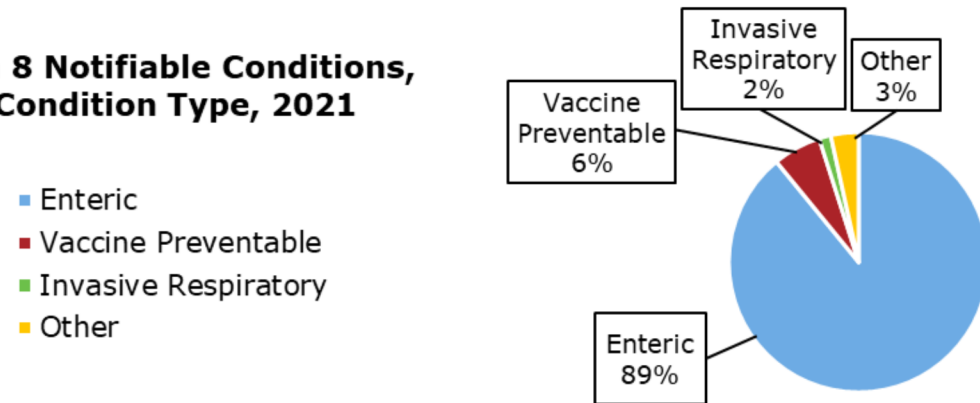 8 Notifiable Conditions,
Condition Type, 2021
Enteric
Vaccine Preventable
Invasive Respiratory
Other
Invasive
Respiratory
2%
Other
3%
Vaccine
Preventable
6%
Enteric
89%